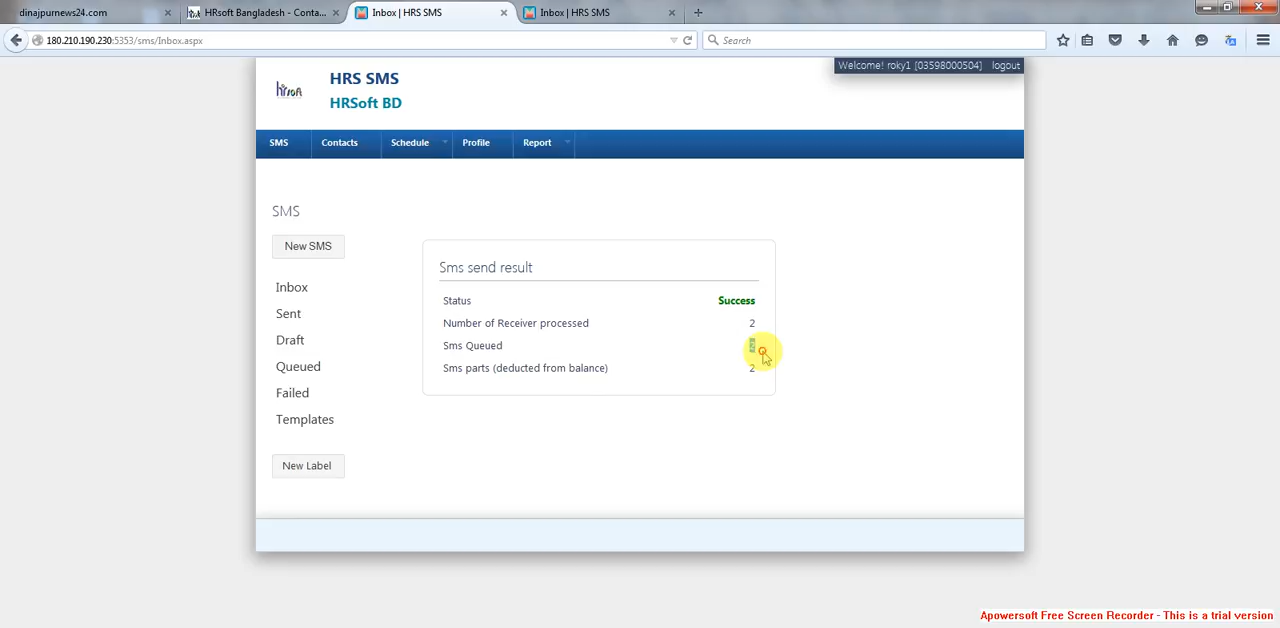 dinajpurnews24.com
HRsoft Bangladesh - Conta...
Inbox | HRS SMS
Inbox | HRS SMS
180.210.190.230:5353/sms/Inbox.aspx
Search
Welcome! roky1 [03598000504] logout
hrsoft
HRS SMS
HRSoft BD
SMS
Contacts
Schedule
Profile
Report
SMS
New SMS
Inbox
Sent
Draft
Queued
Failed
Templates
New Label
Sms send result
Status Success
Number of Receiver processed 2
Sms Queued
Sms parts (deducted from balance) 2
Apowersoft Free Screen Recorder - This is a trial version